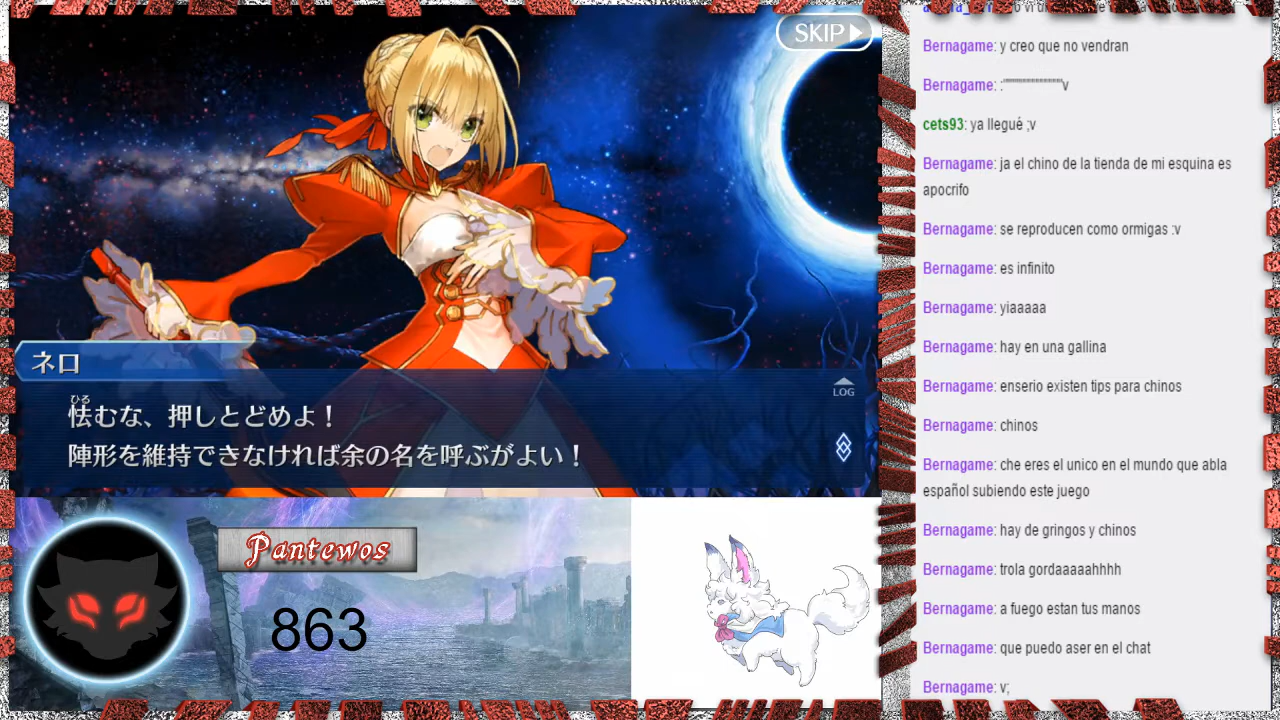 SKIP
ネロ
LOG
ひる
怯むな、押しとどめよ！
陣形を維持できなければ余の名を呼ぶがよい！
Pantewos
863
Bernagame: y creo que no vendran
Bernagame: :""""""""""""""v
cets93: ya llegué ;v
Bernagame: ja el chino de la tienda de mi esquina es
apocrifo
Bernagame: se reproducen como ormigas :v
Bernagame: es infinito
Bernagame: yiaaaaa
Bernagame: hay en una gallina
Bernagame: enserio existen tips para chinos
Bernagame: chinos
Bernagame: che eres el unico en el mundo que abla
español subiendo este juego
Bernagame: hay de gringos y chinos
Bernagame: trola gordaaaaahhhh
Bernagame: a fuego estan tus manos
Bernagame: que puedo aser en el chat
Bernagame: v;